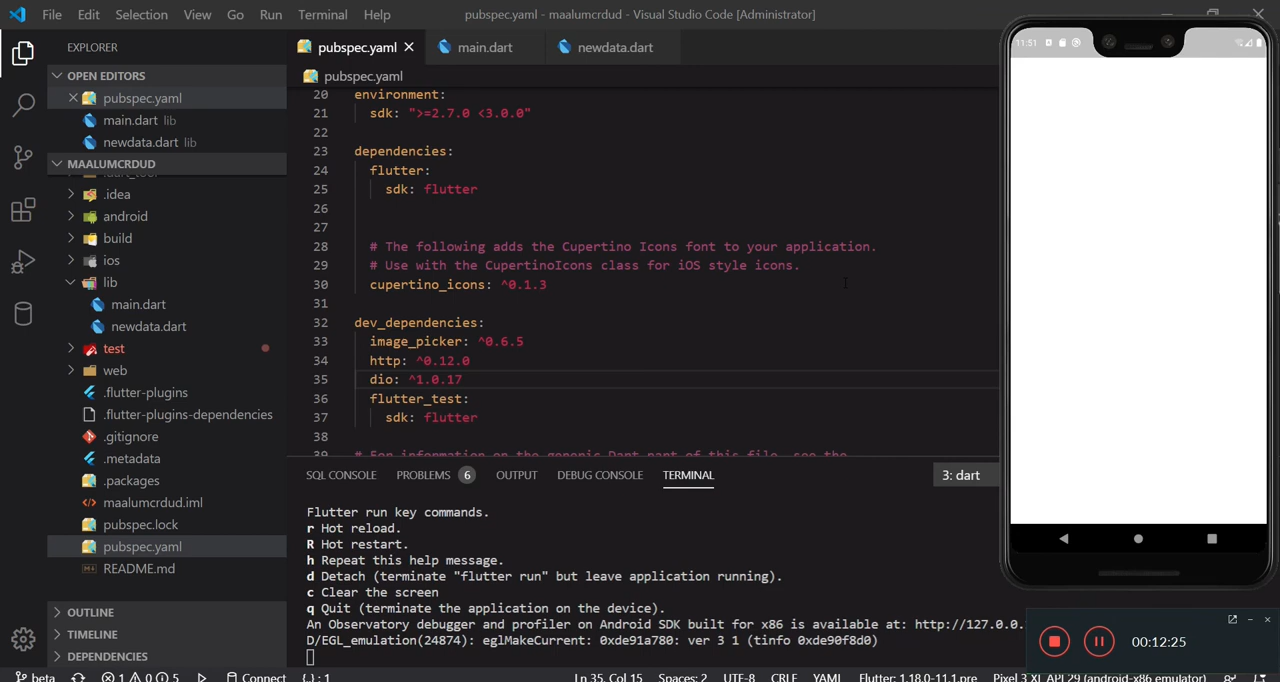 File Edit Selection View Go Run Terminal Help
pubspec.yaml - maalumcrdud - Visual Studio Code [Administrator]
EXPLORER
OPEN EDITORS
pubspec.yaml
main.dart lib
newdata.dart lib
MAALUMCRDUD
.dart_tool
.idea
android
build
ios
lib
main.dart
newdata.dart
test
web
.flutter-plugins
.flutter-plugins-dependencies
.gitignore
.metadata
.packages
maalumcrdud.iml
pubspec.lock
pubspec.yaml
README.md
OUTLINE
TIMELINE
DEPENDENCIES
pubspec.yaml main.dart newdata.dart
pubspec.yaml
20 environment:
21 sdk: ">=2.7.0 <3.0.0"
22
23 dependencies:
24 flutter:
25 sdk: flutter
26
27
28 # The following adds the Cupertino Icons font to your application.
29 # Use with the CupertinoIcons class for iOS style icons.
30 cupertino_icons: ^0.1.3
31
32 dev_dependencies:
33 image_picker: ^0.6.5
34 http: ^0.12.0
35 dio: ^1.0.17
36 flutter_test:
37 sdk: flutter
38
39 # For information on the generic Dart part of this file, see the
SQL CONSOLE PROBLEMS 6 OUTPUT DEBUG CONSOLE TERMINAL 3: dart
Flutter run key commands.
r Hot reload.
R Hot restart.
h Repeat this help message.
d Detach (terminate "flutter run" but leave application running).
c Clear the screen
q Quit (terminate the application on the device).
An Observatory debugger and profiler on Android SDK built for x86 is available at: http://127.0.0.
D/EGL_emulation(24874): eglMakeCurrent: 0xde91a780: ver 3 1 (tinfo 0xde90f8d0)
11:51
00:12:25
beta 1 0 5 Connect {.} : 1 Ln 35, Col 15 Spaces: 2 UTF-8 CRLF YAML Flutter: 1.18.0-11.1.pre Pixel 3 XL API 29 (android-x86 emulator)